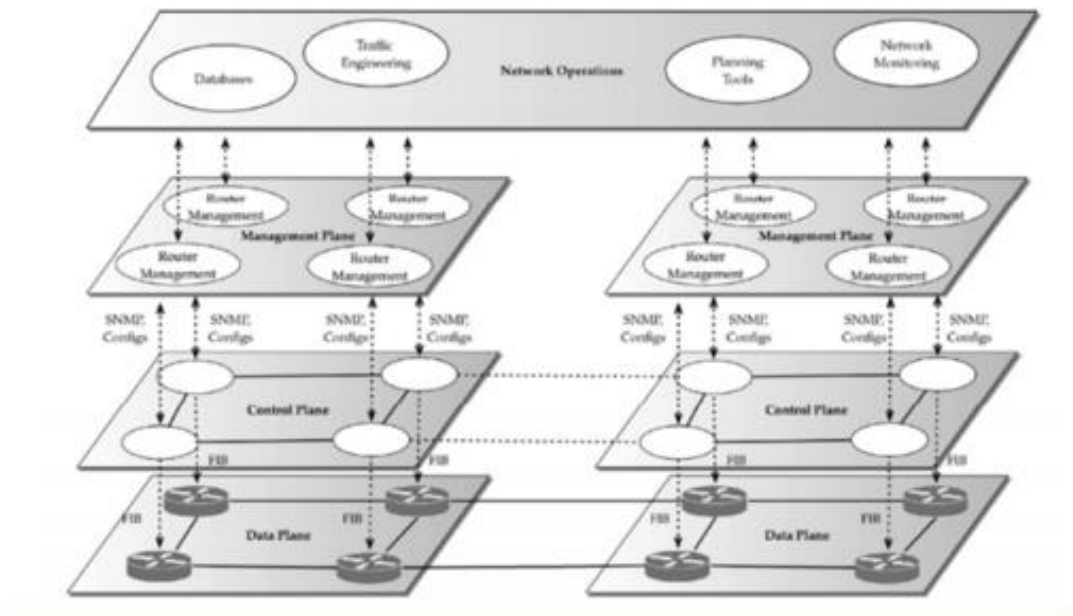 Databases
Traffic
Engineering
Network Operations
Planning
Tools
Network
Monitoring
Router
Management
Router
Management
Management Plane
Router
Management
Router
Management
Router
Management
Router
Management
Management Plane
Router
Management
Router
Management
SNMP,
Configs
SNMP,
Configs
SNMP,
Configs
SNMP,
Configs
SNMP,
Configs
SNMP,
Configs
SNMP,
Configs
SNMP,
Configs
Control Plane
Control Plane
FIB
FIB
FIB
FIB
FIB
FIB
FIB
FIB
Data Plane
Data Plane